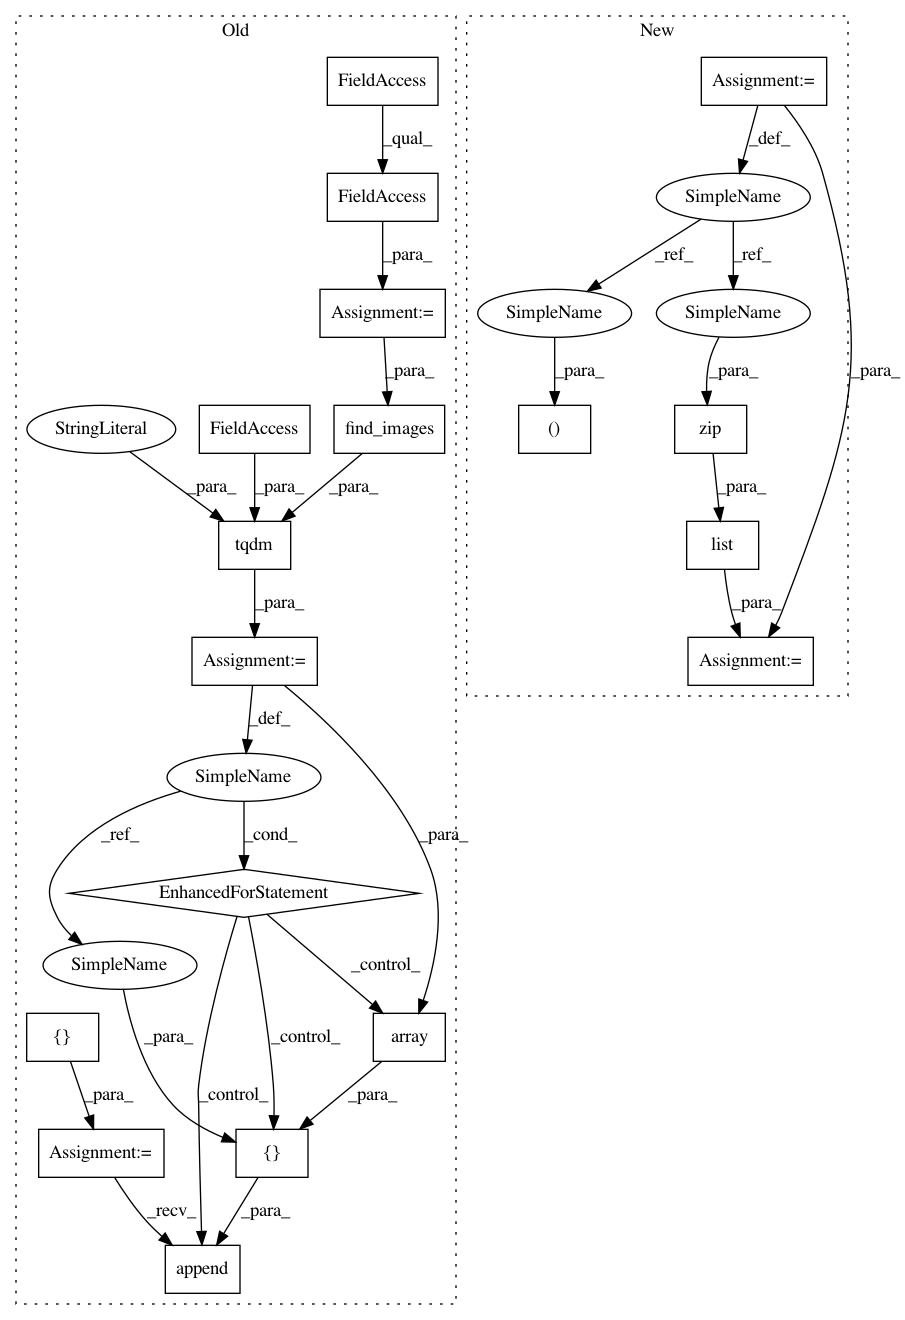 Old
New
FieldAccess
Assignment:=
_qual_
_def_
FieldAccess
SimpleName
_para_
_ref_
_ref_
Assignment:=
SimpleName
SimpleName
_para_
_para_
_para_
_para_
StringLiteral
FieldAccess
find_images
()
zip
_para_
_para_
_para_
_para_
tqdm
list
_para_
_para_
Assignment:=
Assignment:=
_def_
SimpleName
_ref_
_cond_
_para_
EnhancedForStatement
SimpleName
_control_
{}
array
_para_
_control_
_para_
_control_
_para_
Assignment:=
{}
_recv_
_para_
append